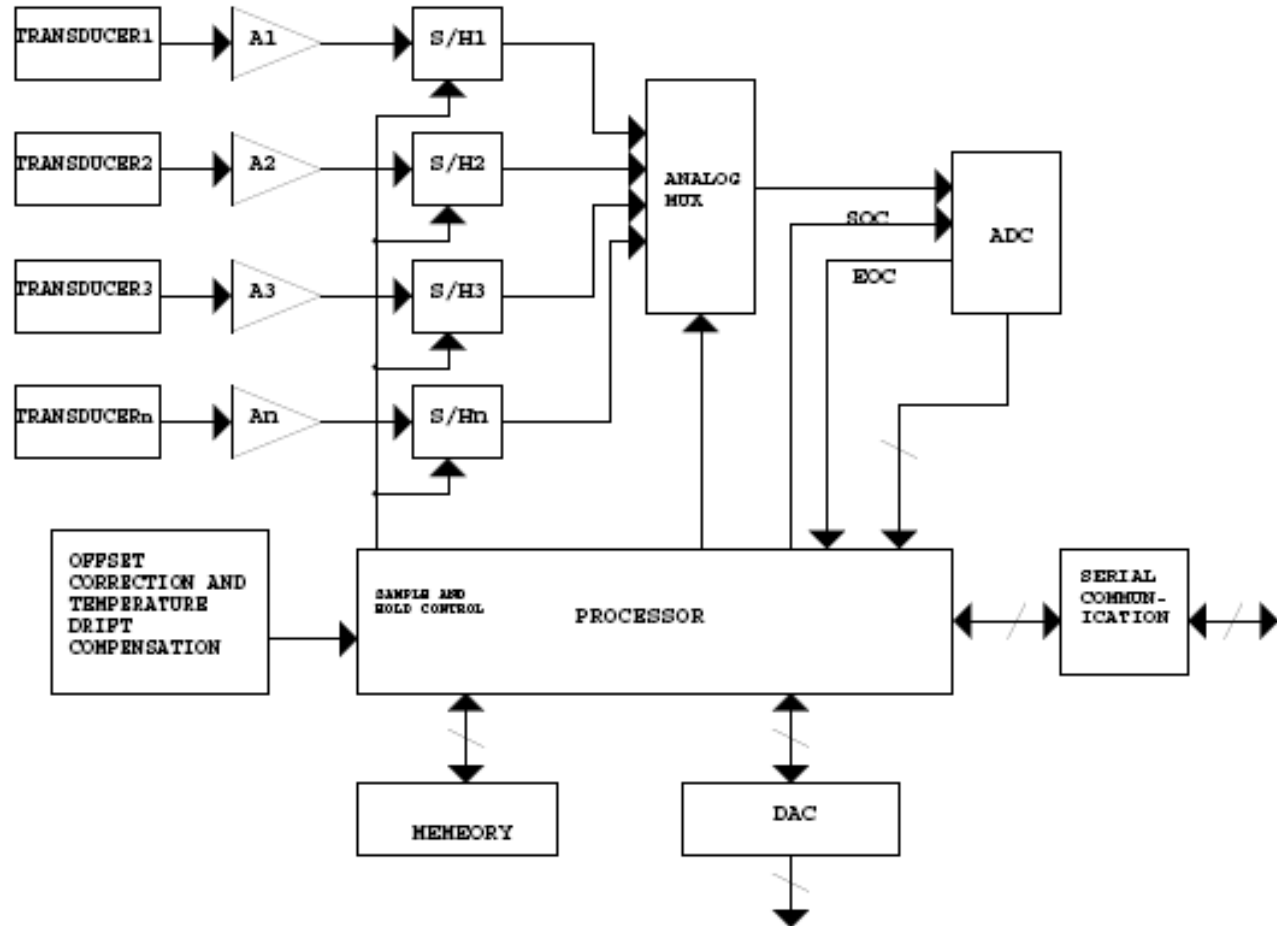 TRANSDUCER1
A1
S/H1
TRANSDUCER2
A2
S/H2
ANALOG
MUX
SOC
ADC
EOC
TRANSDUCER3
A3
S/H3
TRANSDUCERn
An
S/Hn
OFFSET
CORRECTION AND
TEMPERATURE
DRIFT
COMPENSATION
SAMPLE AND
HOLD CONTROL
PROCESSOR
SERIAL
COMMUN-
ICATION
MEMEORY
DAC